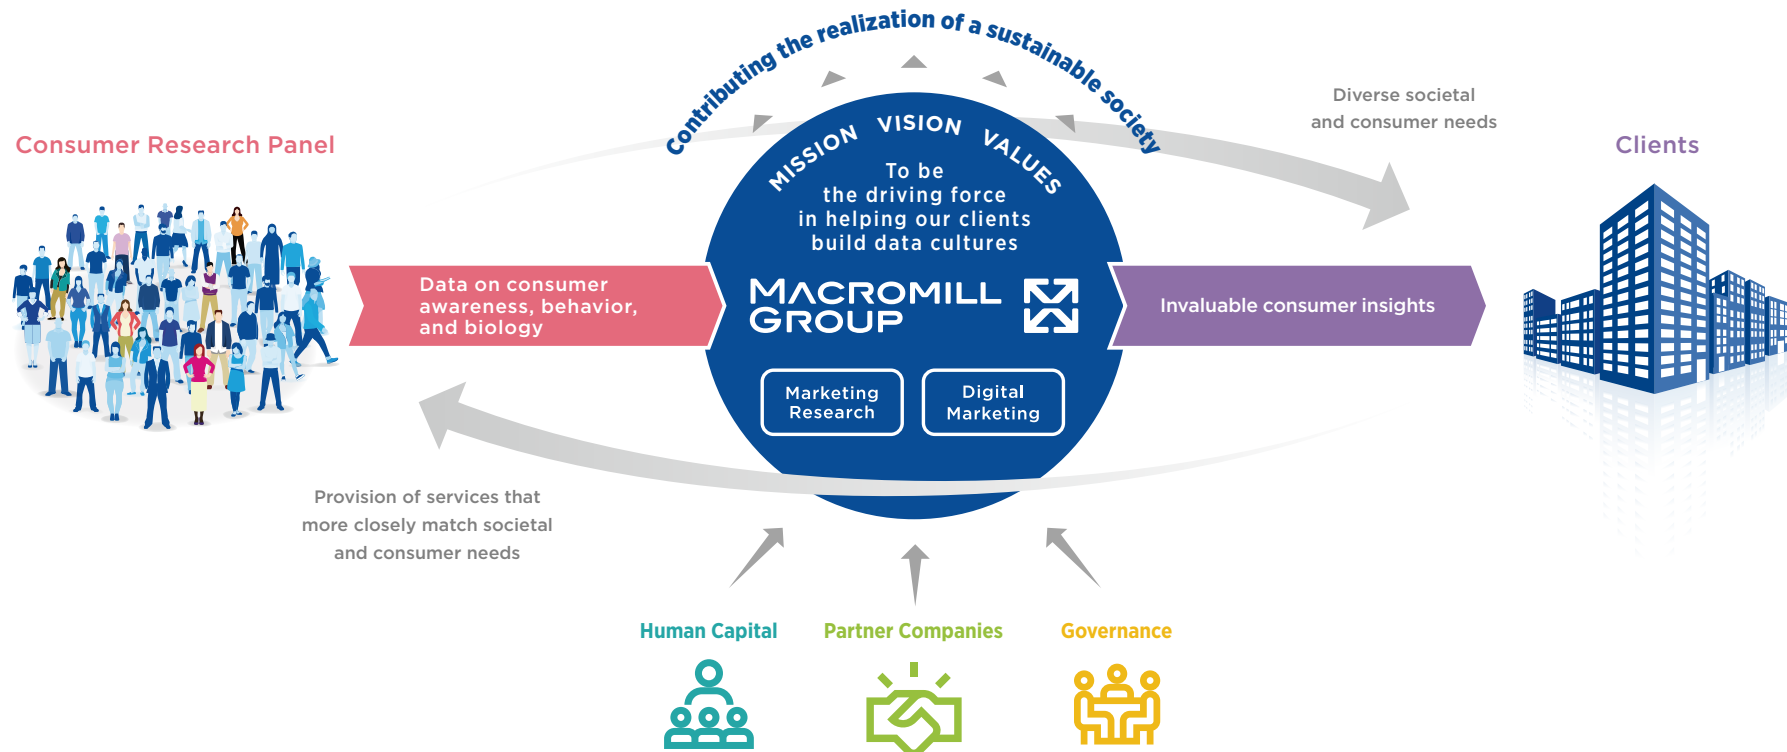 Contributing the realization of a sustainable society
Diverse societal
and consumer needs
Consumer Research Panel
Clients
MISSION VISION VALUES
To be
the driving force
in helping our clients
build data cultures
Data on consumer
awareness, behavior,
and biology
MACROMILL
GROUP
Invaluable consumer insights
Marketing
Research
Digital
Marketing
Provision of services that
more closely match societal
and consumer needs
Human Capital
Partner Companies
Governance